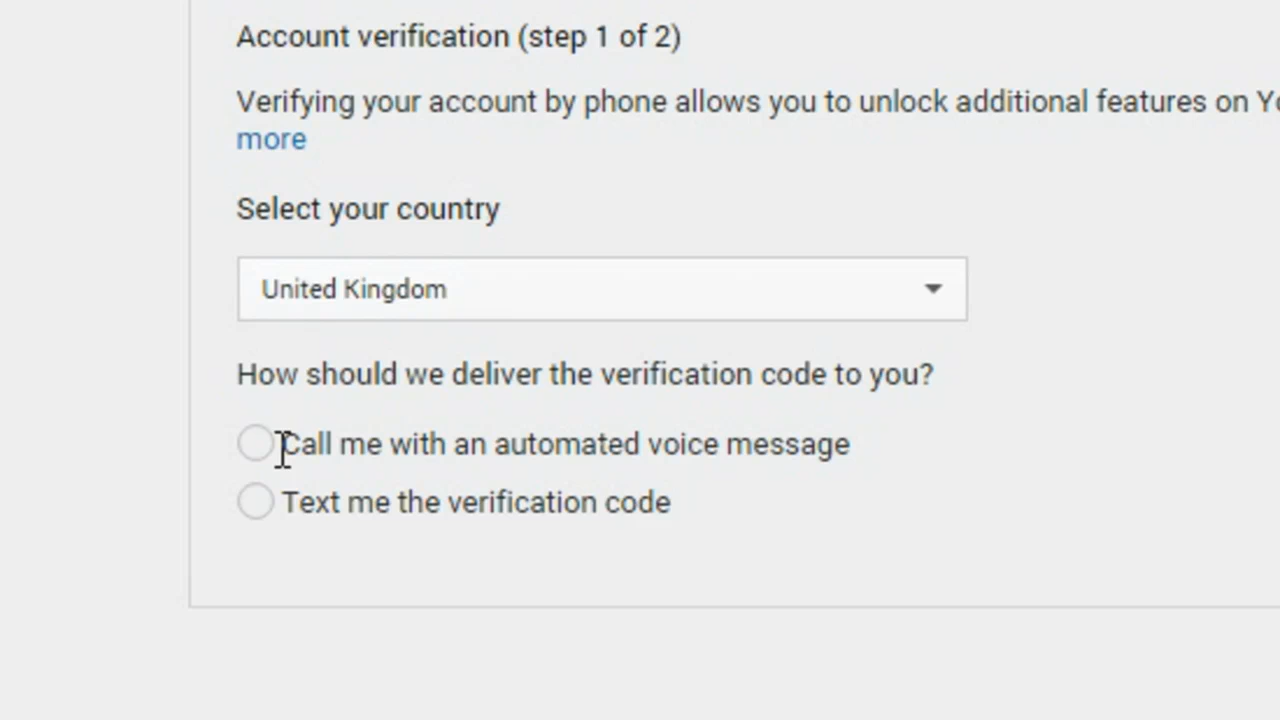 Account verification (step 1 of 2)
Verifying your account by phone allows you to unlock additional features on
more
Select your country
United Kingdom
How should we deliver the verification code to you?
Call me with an automated voice message
Text me the verification code